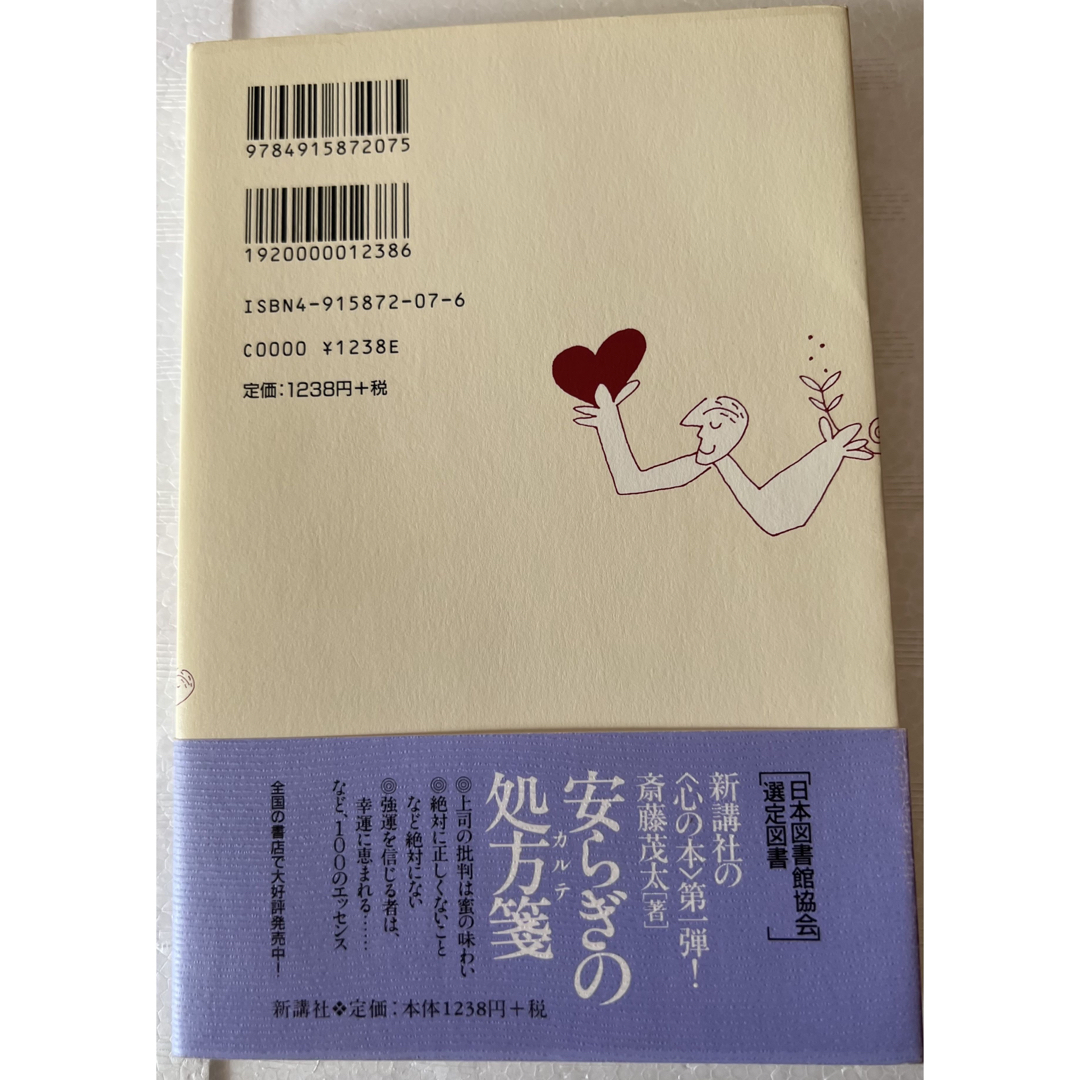 9784915872075
1920000012386
ISBN4-915872-07-6
C0000 ¥1238E
定価:1238円+税
[日本図書館協会
選定図書]
新講社の
〈心の本〉第一弾!
斎藤茂太[著]
安らぎの
処方箋
カルテ
◎上司の批判は蜜の味わい
◎絶対に正しくないこと
など絶対にない
◎強運を信じる者は、
幸運に恵まれる……
など、100のエッセンス
全国の書店で大好評発売中!
新講社❖定価:本体1238円+税